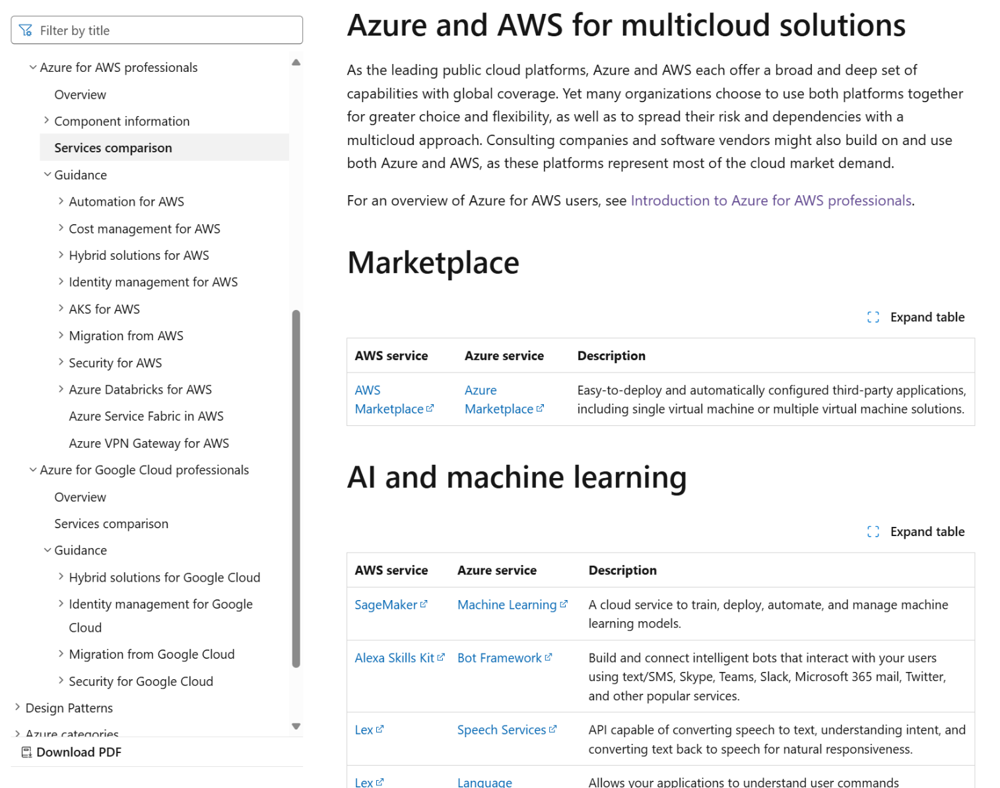 Filter by title
Azure for AWS professionals
Overview
Component information
Services comparison
Guidance
Automation for AWS
Cost management for AWS
Hybrid solutions for AWS
Identity management for AWS
AKS for AWS
Migration from AWS
Security for AWS
Azure Databricks for AWS
Azure Service Fabric in AWS
Azure VPN Gateway for AWS
Azure for Google Cloud professionals
Overview
Services comparison
Guidance
Hybrid solutions for Google Cloud
Identity management for Google
Cloud
Migration from Google Cloud
Security for Google Cloud
Design Patterns
Azure categories
Download PDF
Azure and AWS for multicloud solutions
As the leading public cloud platforms, Azure and AWS each offer a broad and deep set of
capabilities with global coverage. Yet many organizations choose to use both platforms together
for greater choice and flexibility, as well as to spread their risk and dependencies with a
multicloud approach. Consulting companies and software vendors might also build on and use
both Azure and AWS, as these platforms represent most of the cloud market demand.
For an overview of Azure for AWS users, see Introduction to Azure for AWS professionals.
Marketplace
Expand table
AWS service Azure service Description
AWS Azure Easy-to-deploy and automatically configured third-party applications,
Marketplace Marketplace including single virtual machine or multiple virtual machine solutions.
AI and machine learning
Expand table
AWS service Azure service Description
SageMaker Machine Learning A cloud service to train, deploy, automate, and manage machine
learning models.
Alexa Skills Kit Bot Framework Build and connect intelligent bots that interact with your users
using text/SMS, Skype, Teams, Slack, Microsoft 365 mail, Twitter,
and other popular services.
Lex Speech Services API capable of converting speech to text, understanding intent, and
converting text back to speech for natural responsiveness.
Lex Language Allows your applications to understand user commands